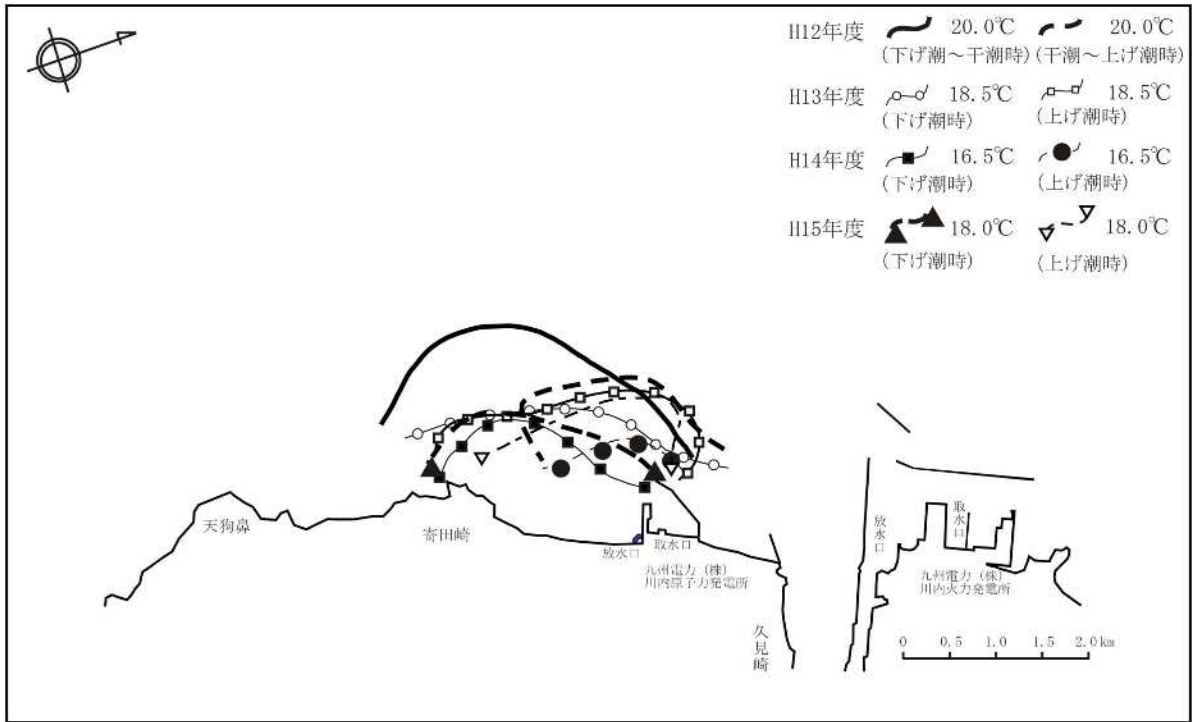 H12年度 20.0℃ 20.0℃
(下げ潮～干潮時) (干潮～上げ潮時)
H13年度 18.5℃ 18.5℃
(下げ潮時) (上げ潮時)
H14年度 16.5℃ 16.5℃
(下げ潮時) (上げ潮時)
H15年度 18.0℃ 18.0℃
(下げ潮時) (上げ潮時)
天狗鼻
寄田崎
放水口
取水口
九州電力（株）
川内原子力発電所
久見崎
放水口
取水口
九州電力（株）
川内火力発電所
0 0.5 1.0 1.5 2.0km